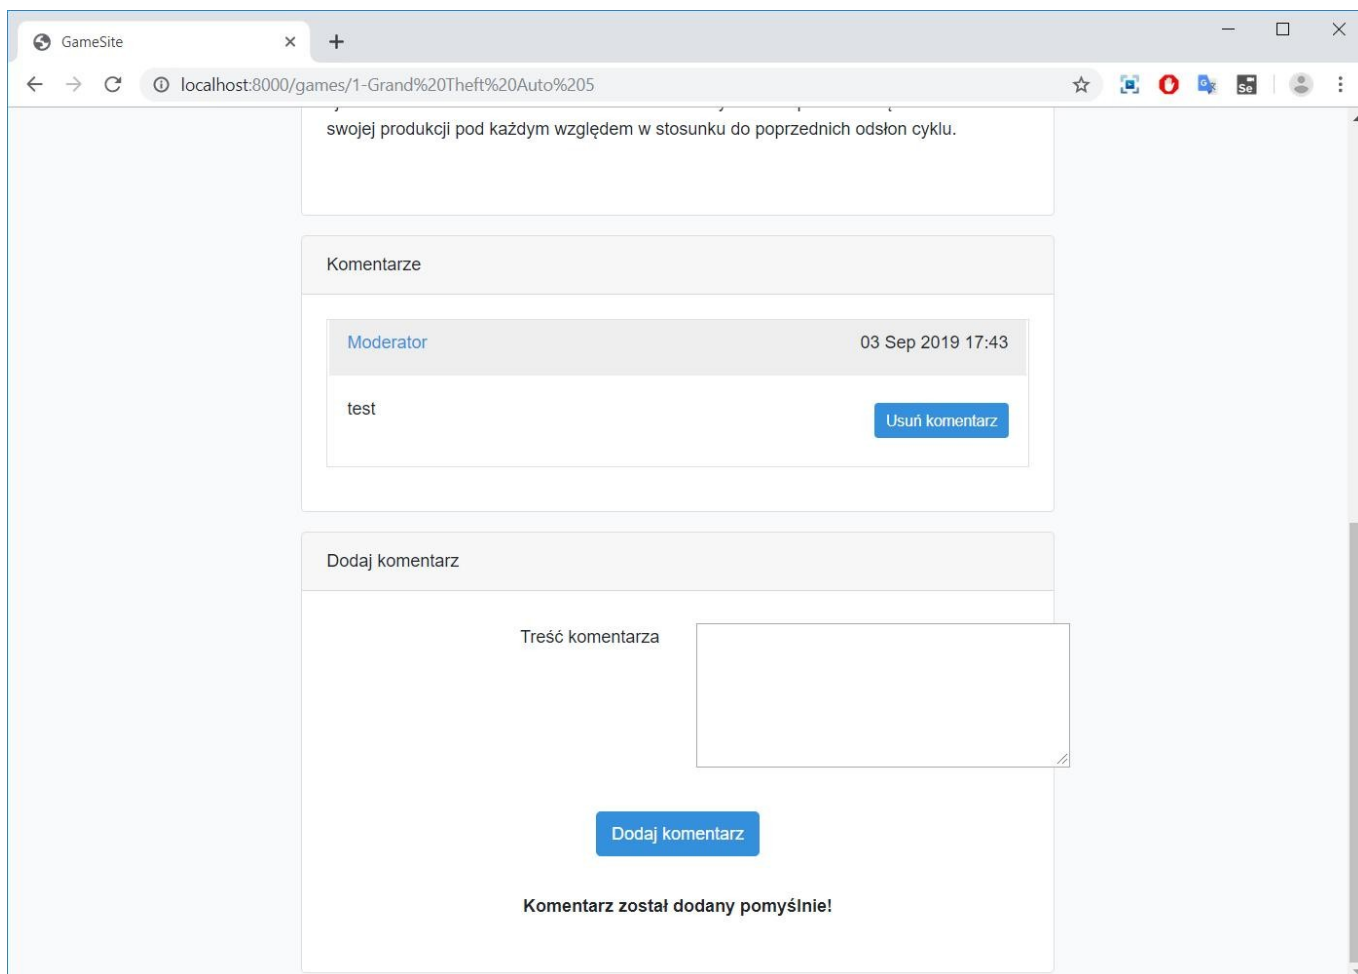 GameSite
localhost:8000/games/1-Grand%20Theft%20Auto%205
swojej produkcji pod każdym względem w stosunku do poprzednich odsłon cyklu.
Komentarze
Moderator 03 Sep 2019 17:43
test
Usuń komentarz
Dodaj komentarz
Treść komentarza
Dodaj komentarz
Komentarz został dodany pomyślnie!